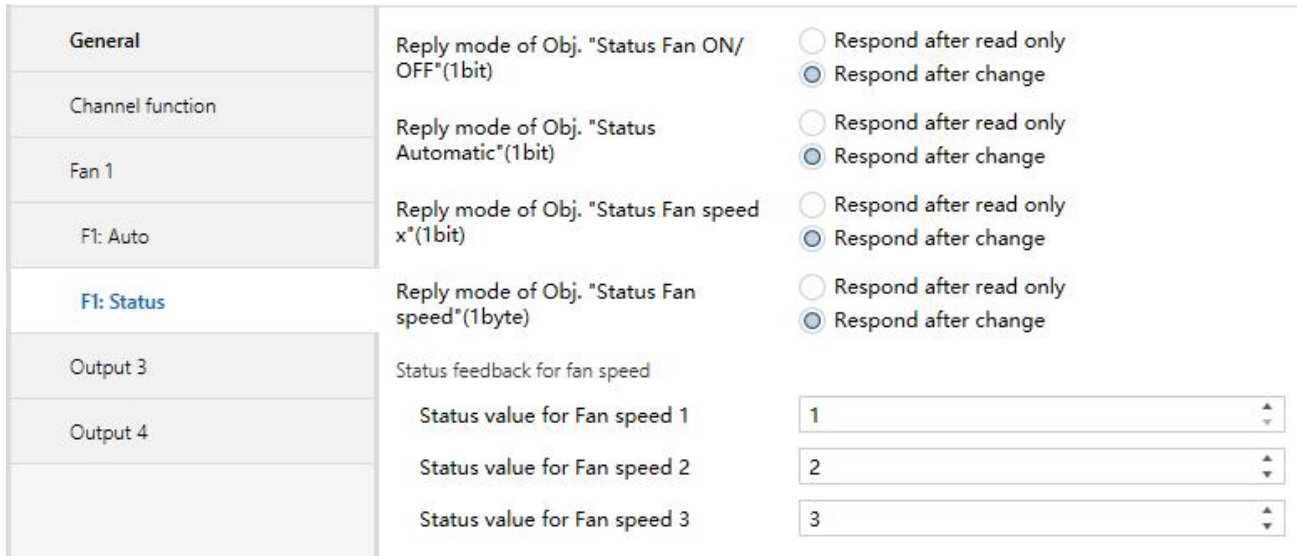 General
Channel function
Fan 1
F1: Auto
F1: Status
Output 3
Output 4
Reply mode of Obj. "Status Fan ON/
OFF"(1bit)
Respond after read only
Respond after change
Reply mode of Obj. "Status
Automatic"(1bit)
Respond after read only
Respond after change
Reply mode of Obj. "Status Fan speed
x"(1bit)
Respond after read only
Respond after change
Reply mode of Obj. "Status Fan
speed"(1byte)
Respond after read only
Respond after change
Status feedback for fan speed
Status value for Fan speed 1
1
Status value for Fan speed 2
2
Status value for Fan speed 3
3